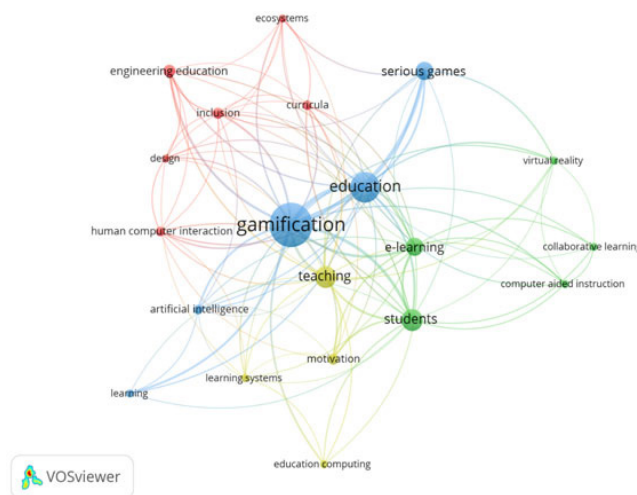 ecosystems
engineering education
serious games
curricula
inclusion
design
virtual reality
education
gamification
human computer interaction
e-learning
collaborative learning
teaching
computer aided instruction
artificial intelligence
students
motivation
learning systems
learning
education computing
VOSviewer